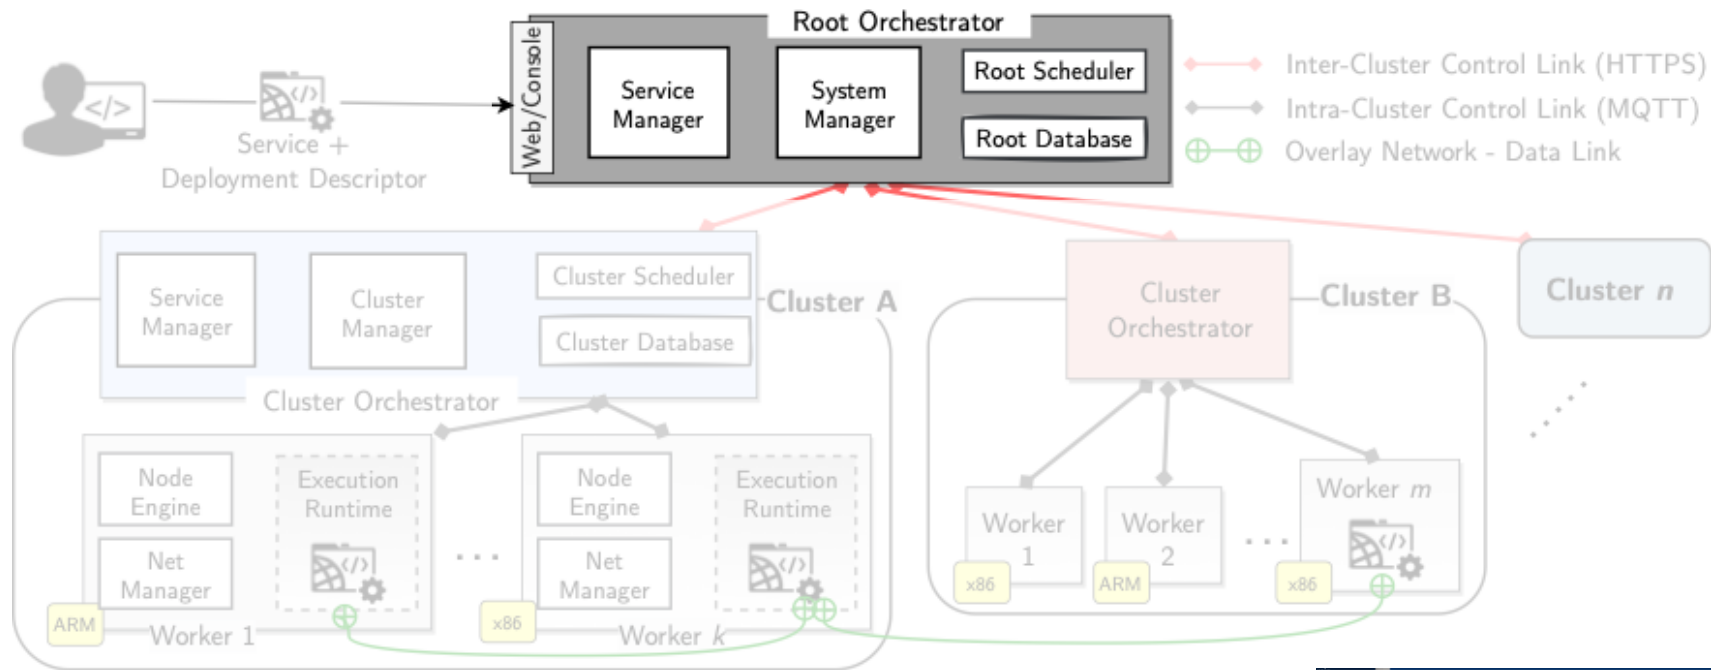 Root Orchestrator
Web/Console
Service
Manager
System
Manager
Root Scheduler
Root Database
</>
Service +
Deployment Descriptor
Inter-Cluster Control Link (HTTPS)
Intra-Cluster Control Link (MQTT)
Overlay Network - Data Link
Service
Manager
Cluster
Manager
Cluster Scheduler
Cluster Database
Cluster A
Cluster Orchestrator
Node
Engine
Net
Manager
Execution
Runtime
</>
ARM
Worker 1
...
Node
Engine
Net
Manager
Execution
Runtime
</>
x86
Worker k
Cluster
Orchestrator
Cluster B
Worker
1
x86
Worker
2
ARM
...
Worker m
</>
x86
Cluster n